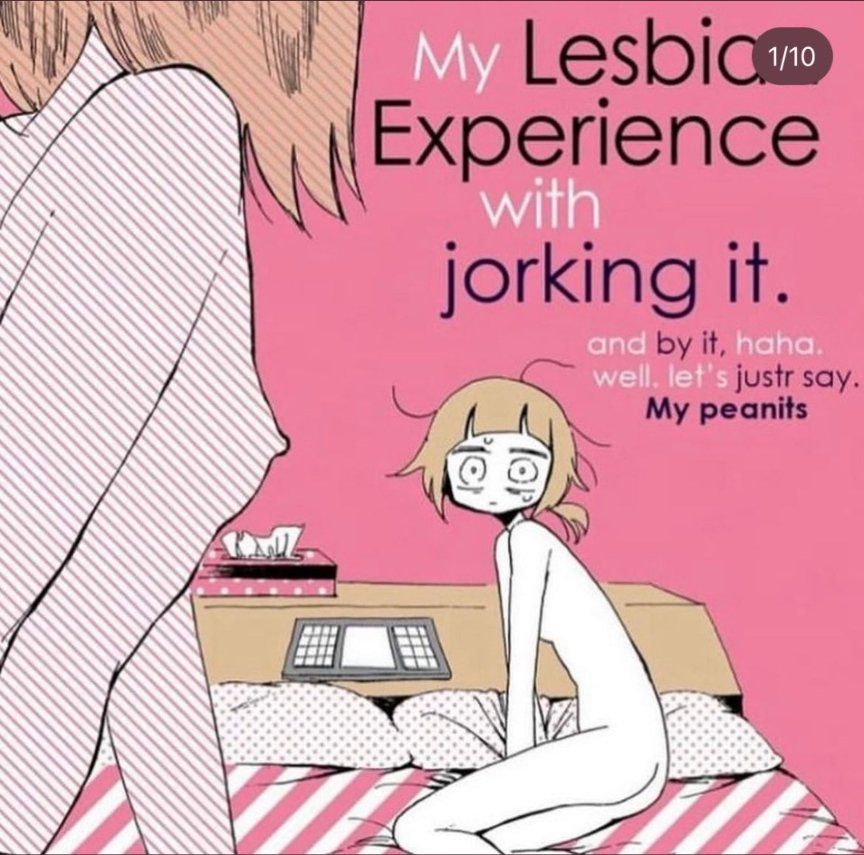 My Lesbia
1/10
Experience
with
jorking it.
and by it, haha.
well. let's justr say.
My peanits